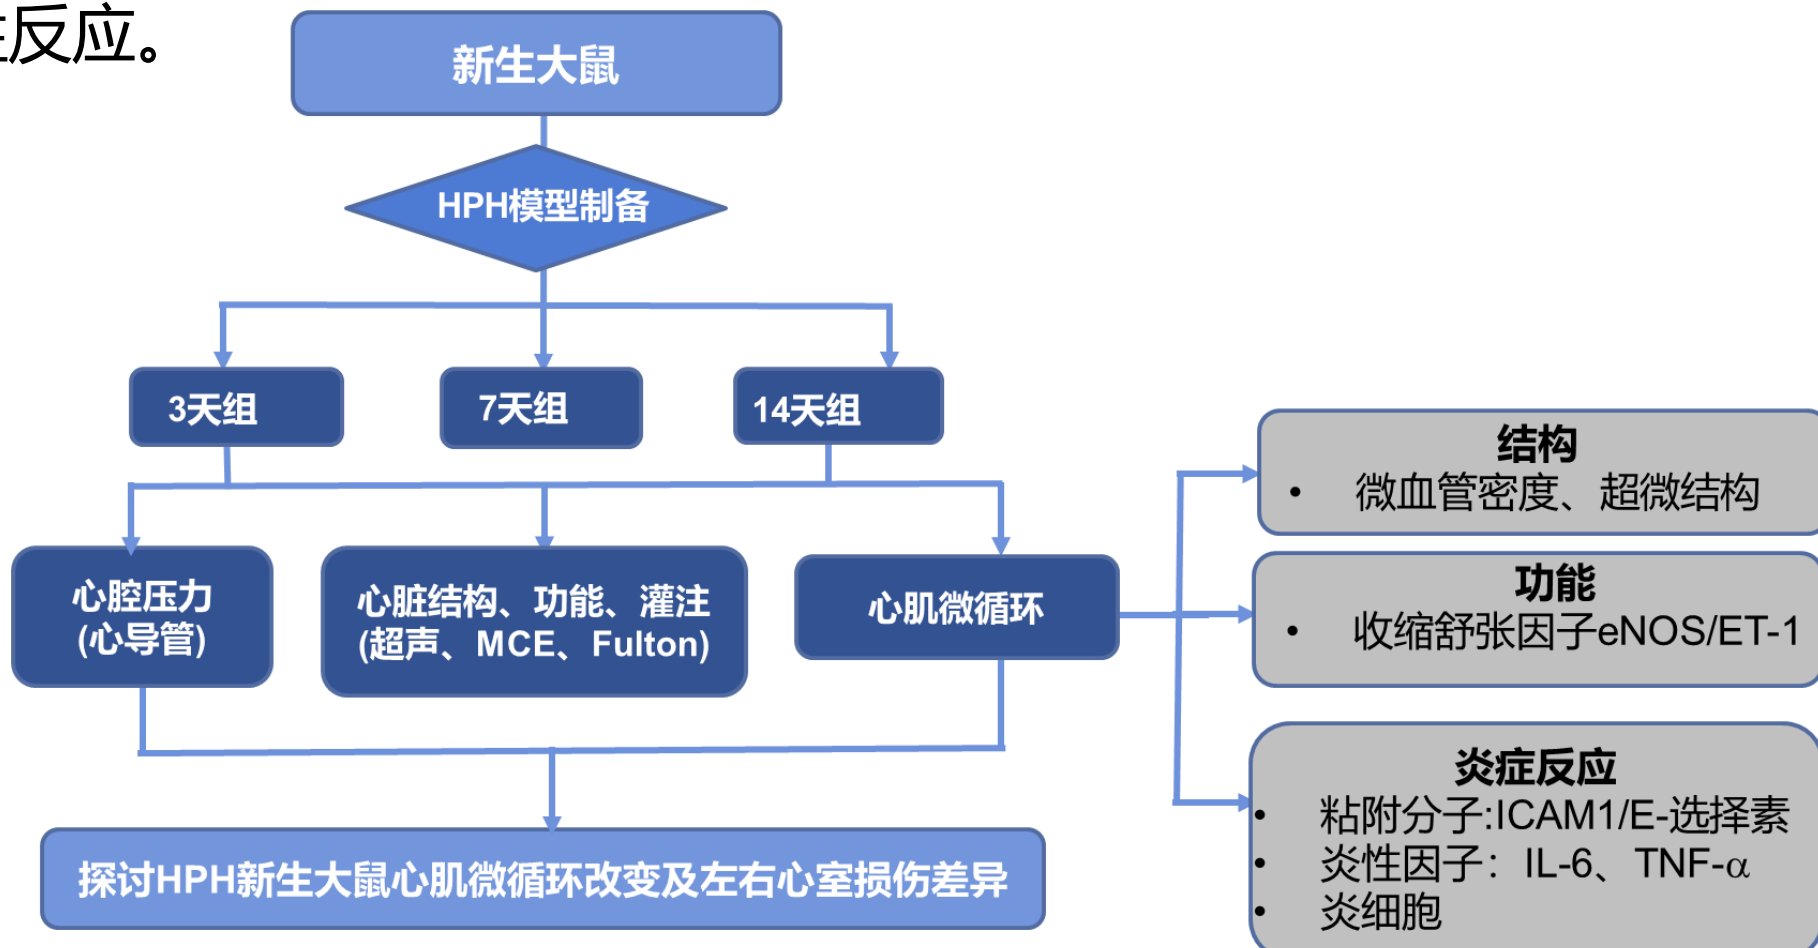 反应。
新生大鼠
HPH模型制备
3天组
7天组
14天组
心腔压力
(心导管)
心脏结构、功能、灌注
(超声、MCE、Fulton)
心肌微循环
结构
• 微血管密度、超微结构
功能
• 收缩舒张因子eNOS/ET-1
炎症反应
• 粘附分子:ICAM1/E-选择素
• 炎性因子：IL-6、TNF-α
• 炎细胞
探讨HPH新生大鼠心肌微循环改变及左右心室损伤差异